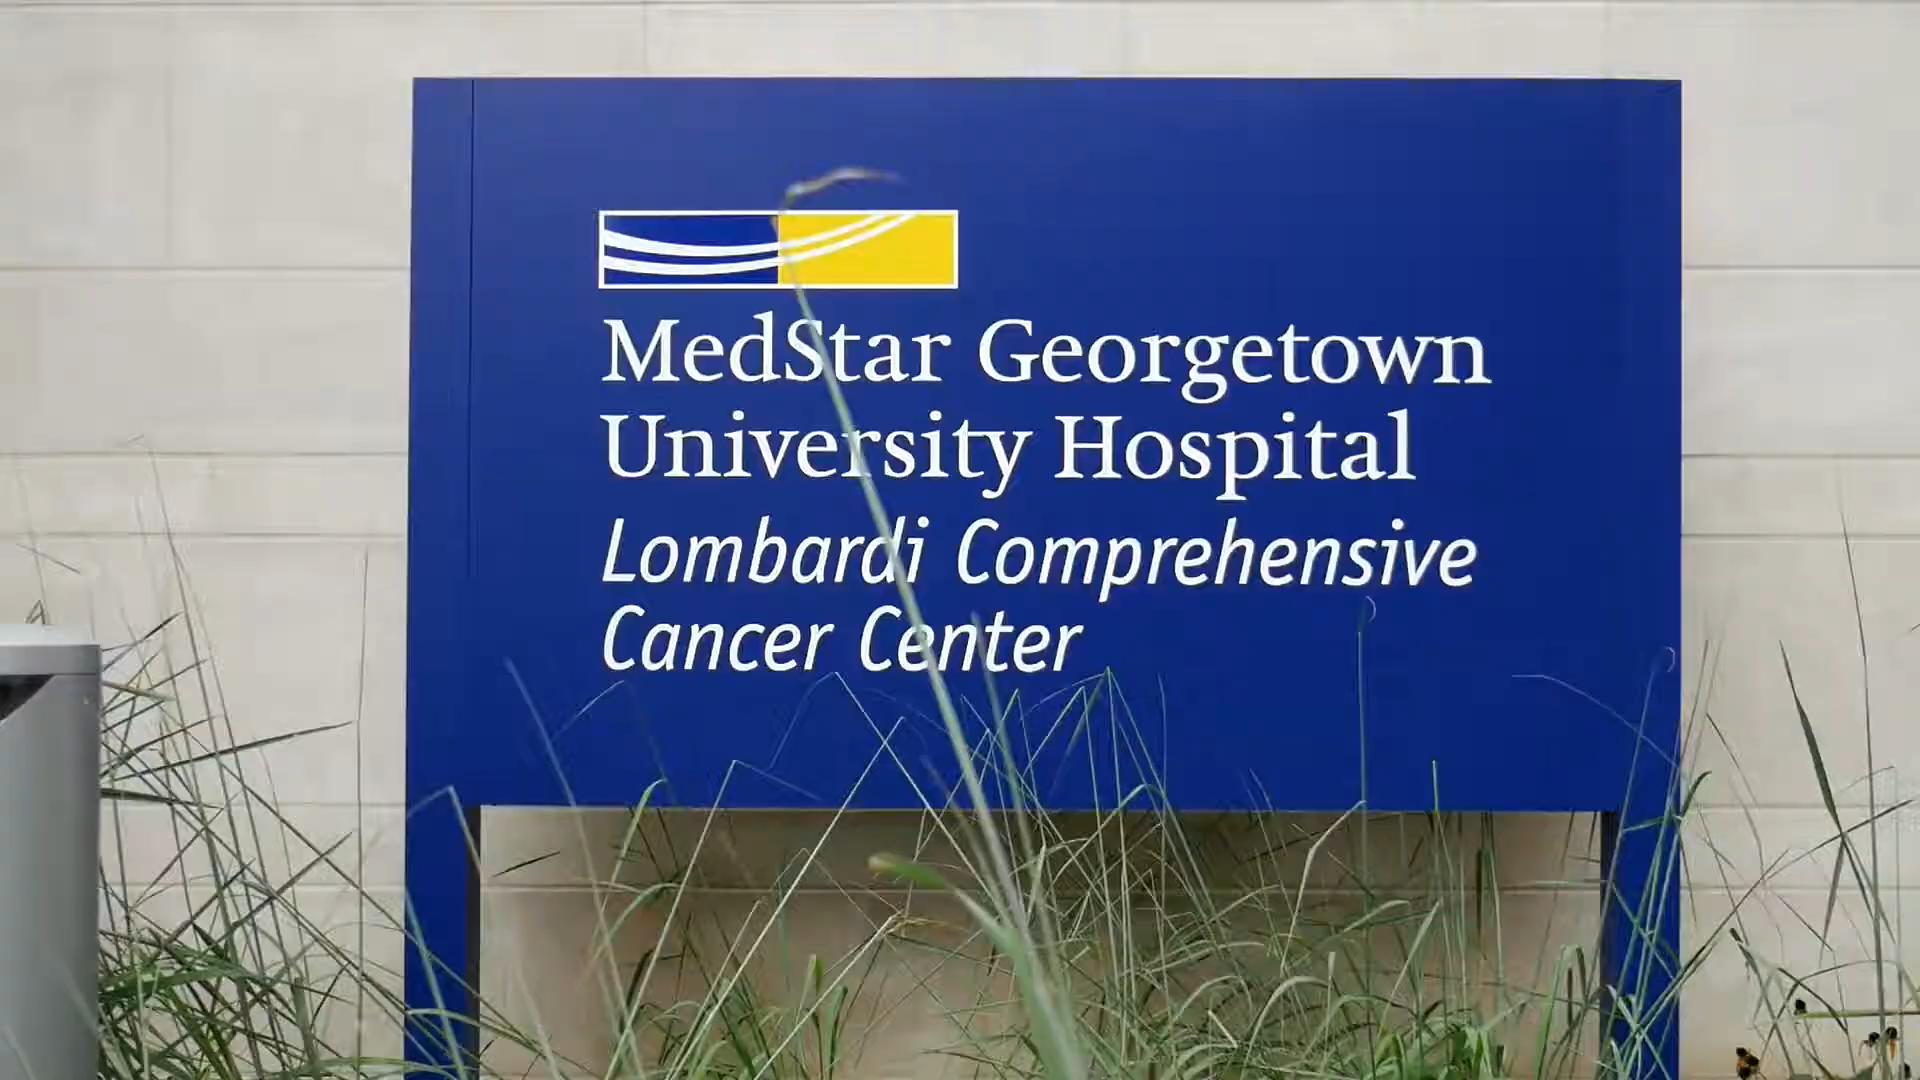 MedStar Georgetown
University Hospital
Lombardi Comprehensive
Cancer Center